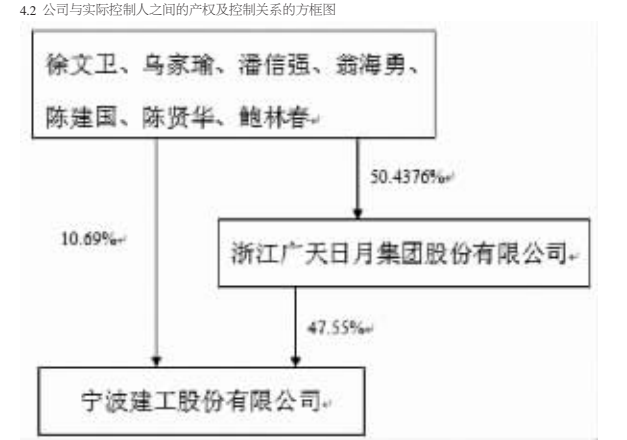 4.2 公司与实际控制人之间的产权及控制关系的方框图
徐文卫、乌家瑜、潘信强、翁海勇、
陈建国、陈贤华、鲍林春
50.4376%
10.69%
浙江广天日月集团股份有限公司
47.55%
宁波建工股份有限公司